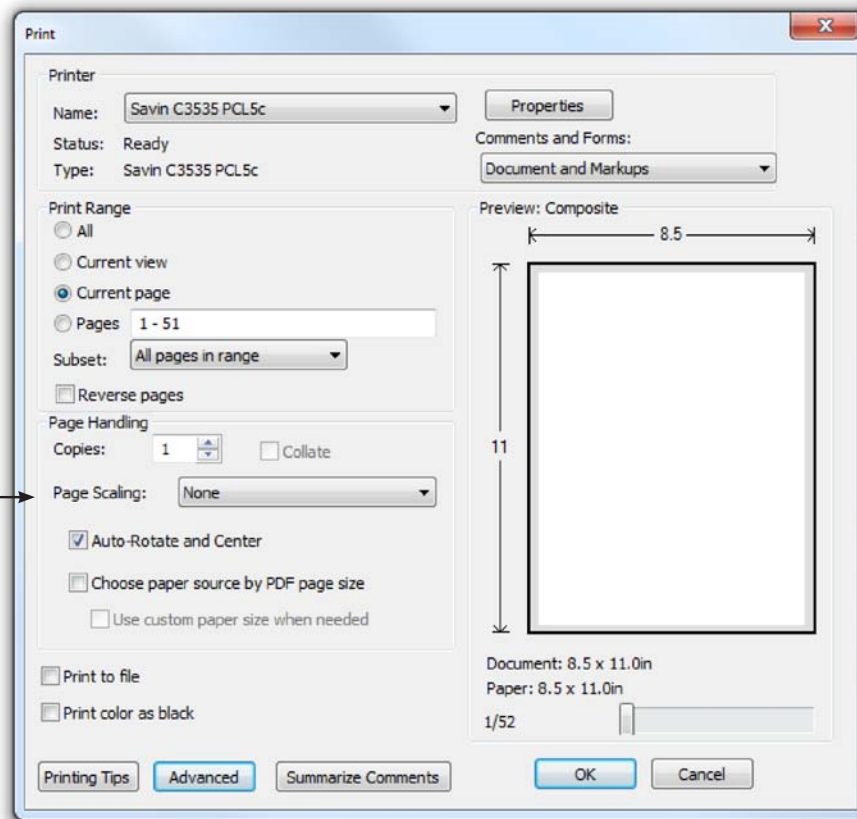 Print
Printer
Name: Savin C3535 PCL5c Properties
Status: Ready Comments and Forms:
Type: Savin C3535 PCL5c Document and Markups
Print Range
All
Current view
Current page
Pages 1 - 51
Subset: All pages in range
Reverse pages
Page Handling
Copies: 1 Collate
Page Scaling: None
Auto-Rotate and Center
Choose paper source by PDF page size
Use custom paper size when needed
Print to file
Print color as black
Preview: Composite
8.5
11
Document: 8.5 x 11.0in
Paper: 8.5 x 11.0in
1/52
Printing Tips Advanced Summarize Comments OK Cancel